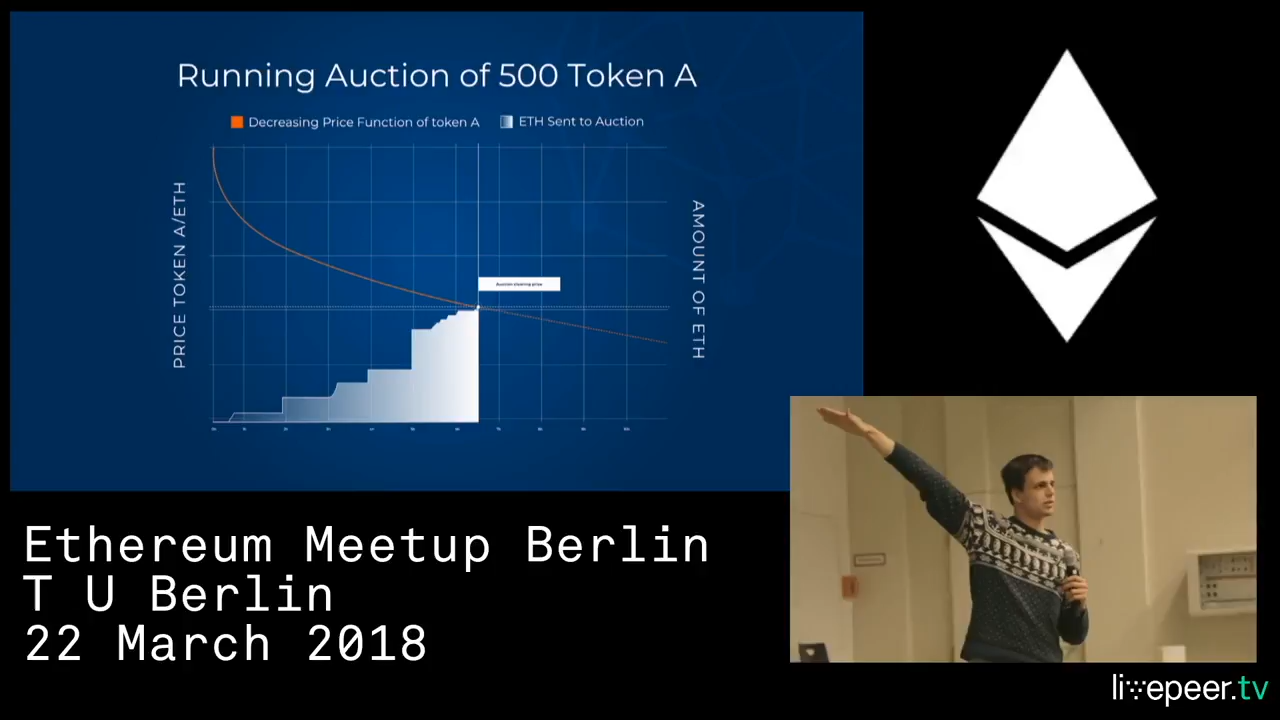 Running Auction of 500 Token A
Decreasing Price Function of token A
ETH Sent to Auction
PRICE TOKEN A/ETH
AMOUNT OF ETH
Auction clearing price
Ethereum Meetup Berlin
T U Berlin
22 March 2018
livepeer.tv